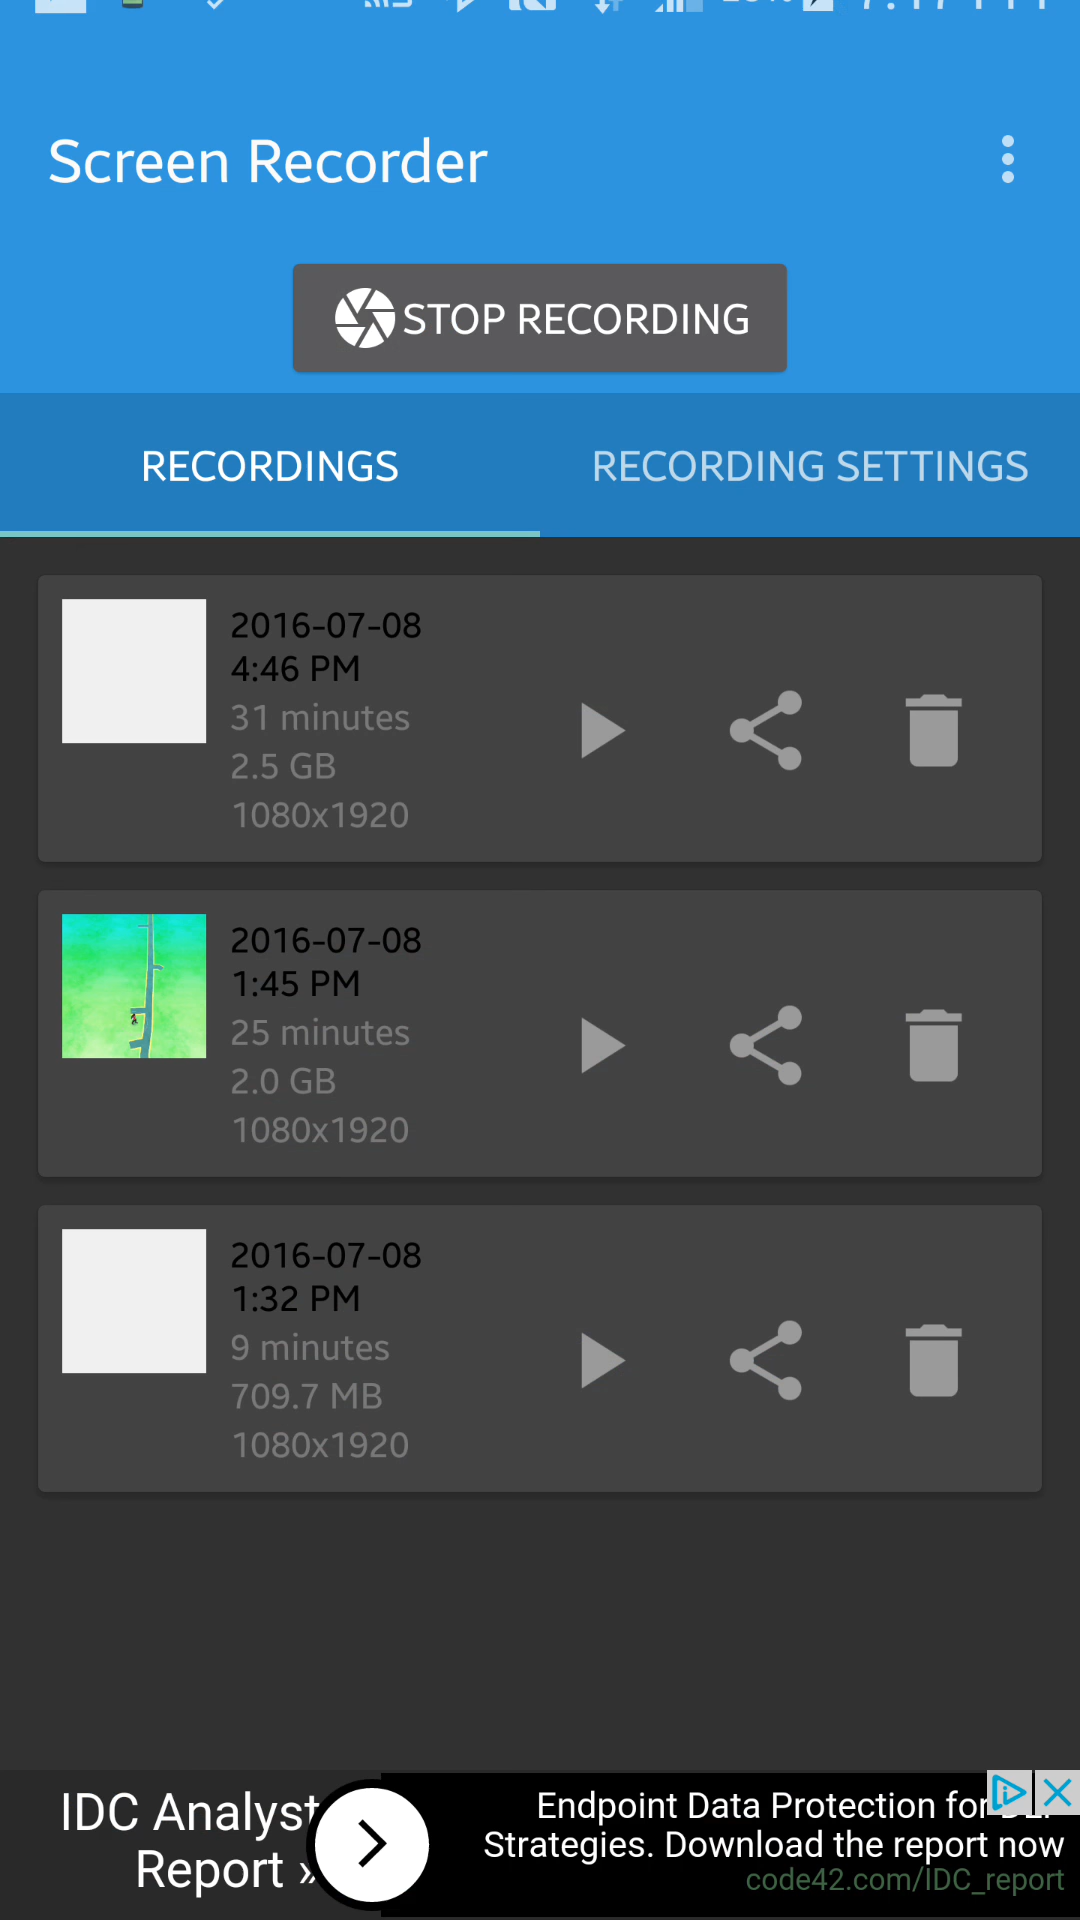 Screen Recorder
STOP RECORDING
RECORDINGS
RECORDING SETTINGS
2016-07-08
4:46 PM
31 minutes
2.5 GB
1080x1920
2016-07-08
1:45 PM
25 minutes
2.0 GB
1080x1920
2016-07-08
1:32 PM
9 minutes
709.7 MB
1080x1920
IDC Analyst
Report »
Endpoint Data Protection for
Strategies. Download the report now
code42.com/IDC_report